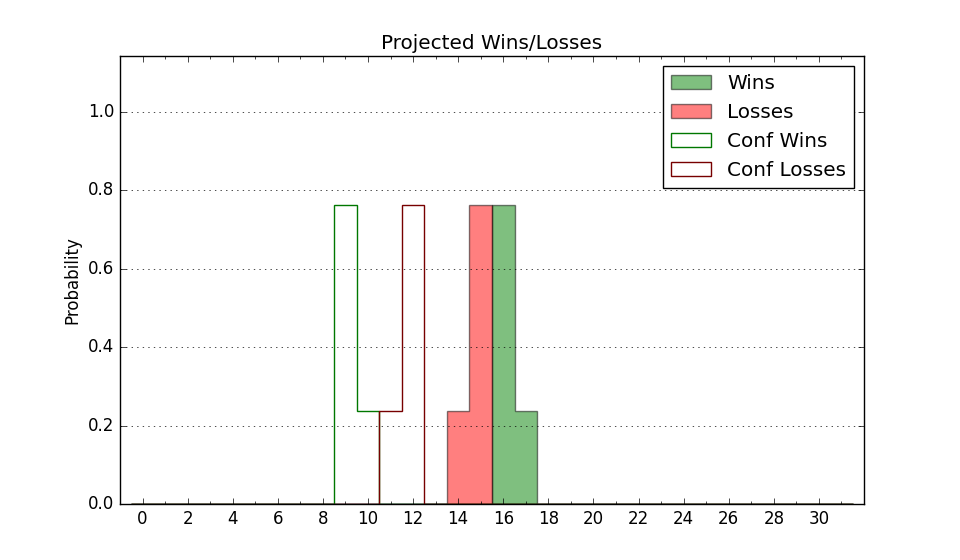 Projected Wins/Losses
Wins
Losses
Conf Wins
Conf Losses
Probability
1.0
0.8
0.6
0.4
0.2
0.0
0 2 4 6 8 10 12 14 16 18 20 22 24 26 28 30